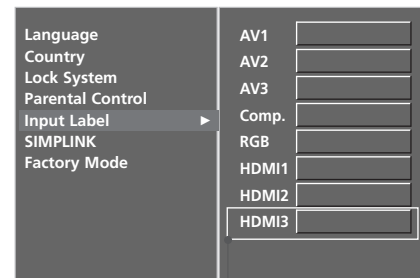 Language
Country
Lock System
Parental Control
Input Label ►
SIMPLINK
Factory Mode
AV1
AV2
AV3
Comp.
RGB
HDMI1
HDMI2
HDMI3